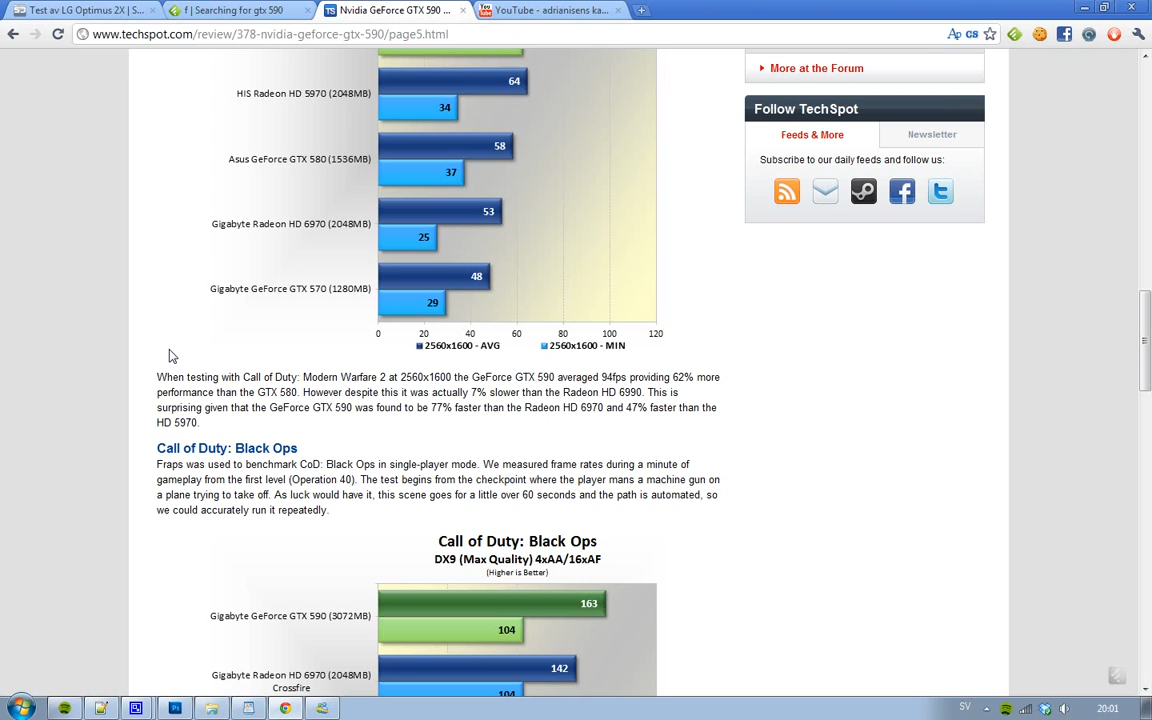 Test av LG Optimus 2X | S...
f | Searching for gtx 590
Nvidia GeForce GTX 590 ...
YouTube - adrianisens ka...
www.techspot.com/review/378-nvidia-geforce-gtx-590/page5.html
More at the Forum
Follow TechSpot
Feeds & More
Newsletter
Subscribe to our daily feeds and follow us:
HIS Radeon HD 5970 (2048MB)
64
34
Asus GeForce GTX 580 (1536MB)
58
37
Gigabyte Radeon HD 6970 (2048MB)
53
25
Gigabyte GeForce GTX 570 (1280MB)
48
29
0 20 40 60 80 100 120
2560x1600 - AVG 2560x1600 - MIN
When testing with Call of Duty: Modern Warfare 2 at 2560x1600 the GeForce GTX 590 averaged 94fps providing 62% more
performance than the GTX 580. However despite this it was actually 7% slower than the Radeon HD 6990. This is
surprising given that the GeForce GTX 590 was found to be 77% faster than the Radeon HD 6970 and 47% faster than the
HD 5970.
Call of Duty: Black Ops
Fraps was used to benchmark CoD: Black Ops in single-player mode. We measured frame rates during a minute of
gameplay from the first level (Operation 40). The test begins from the checkpoint where the player mans a machine gun on
a plane trying to take off. As luck would have it, this scene goes for a little over 60 seconds and the path is automated, so
we could accurately run it repeatedly.
Call of Duty: Black Ops
DX9 (Max Quality) 4xAA/16xAF
(Higher is Better)
Gigabyte GeForce GTX 590 (3072MB)
163
104
Gigabyte Radeon HD 6970 (2048MB)
Crossfire
142
104
SV
20:01